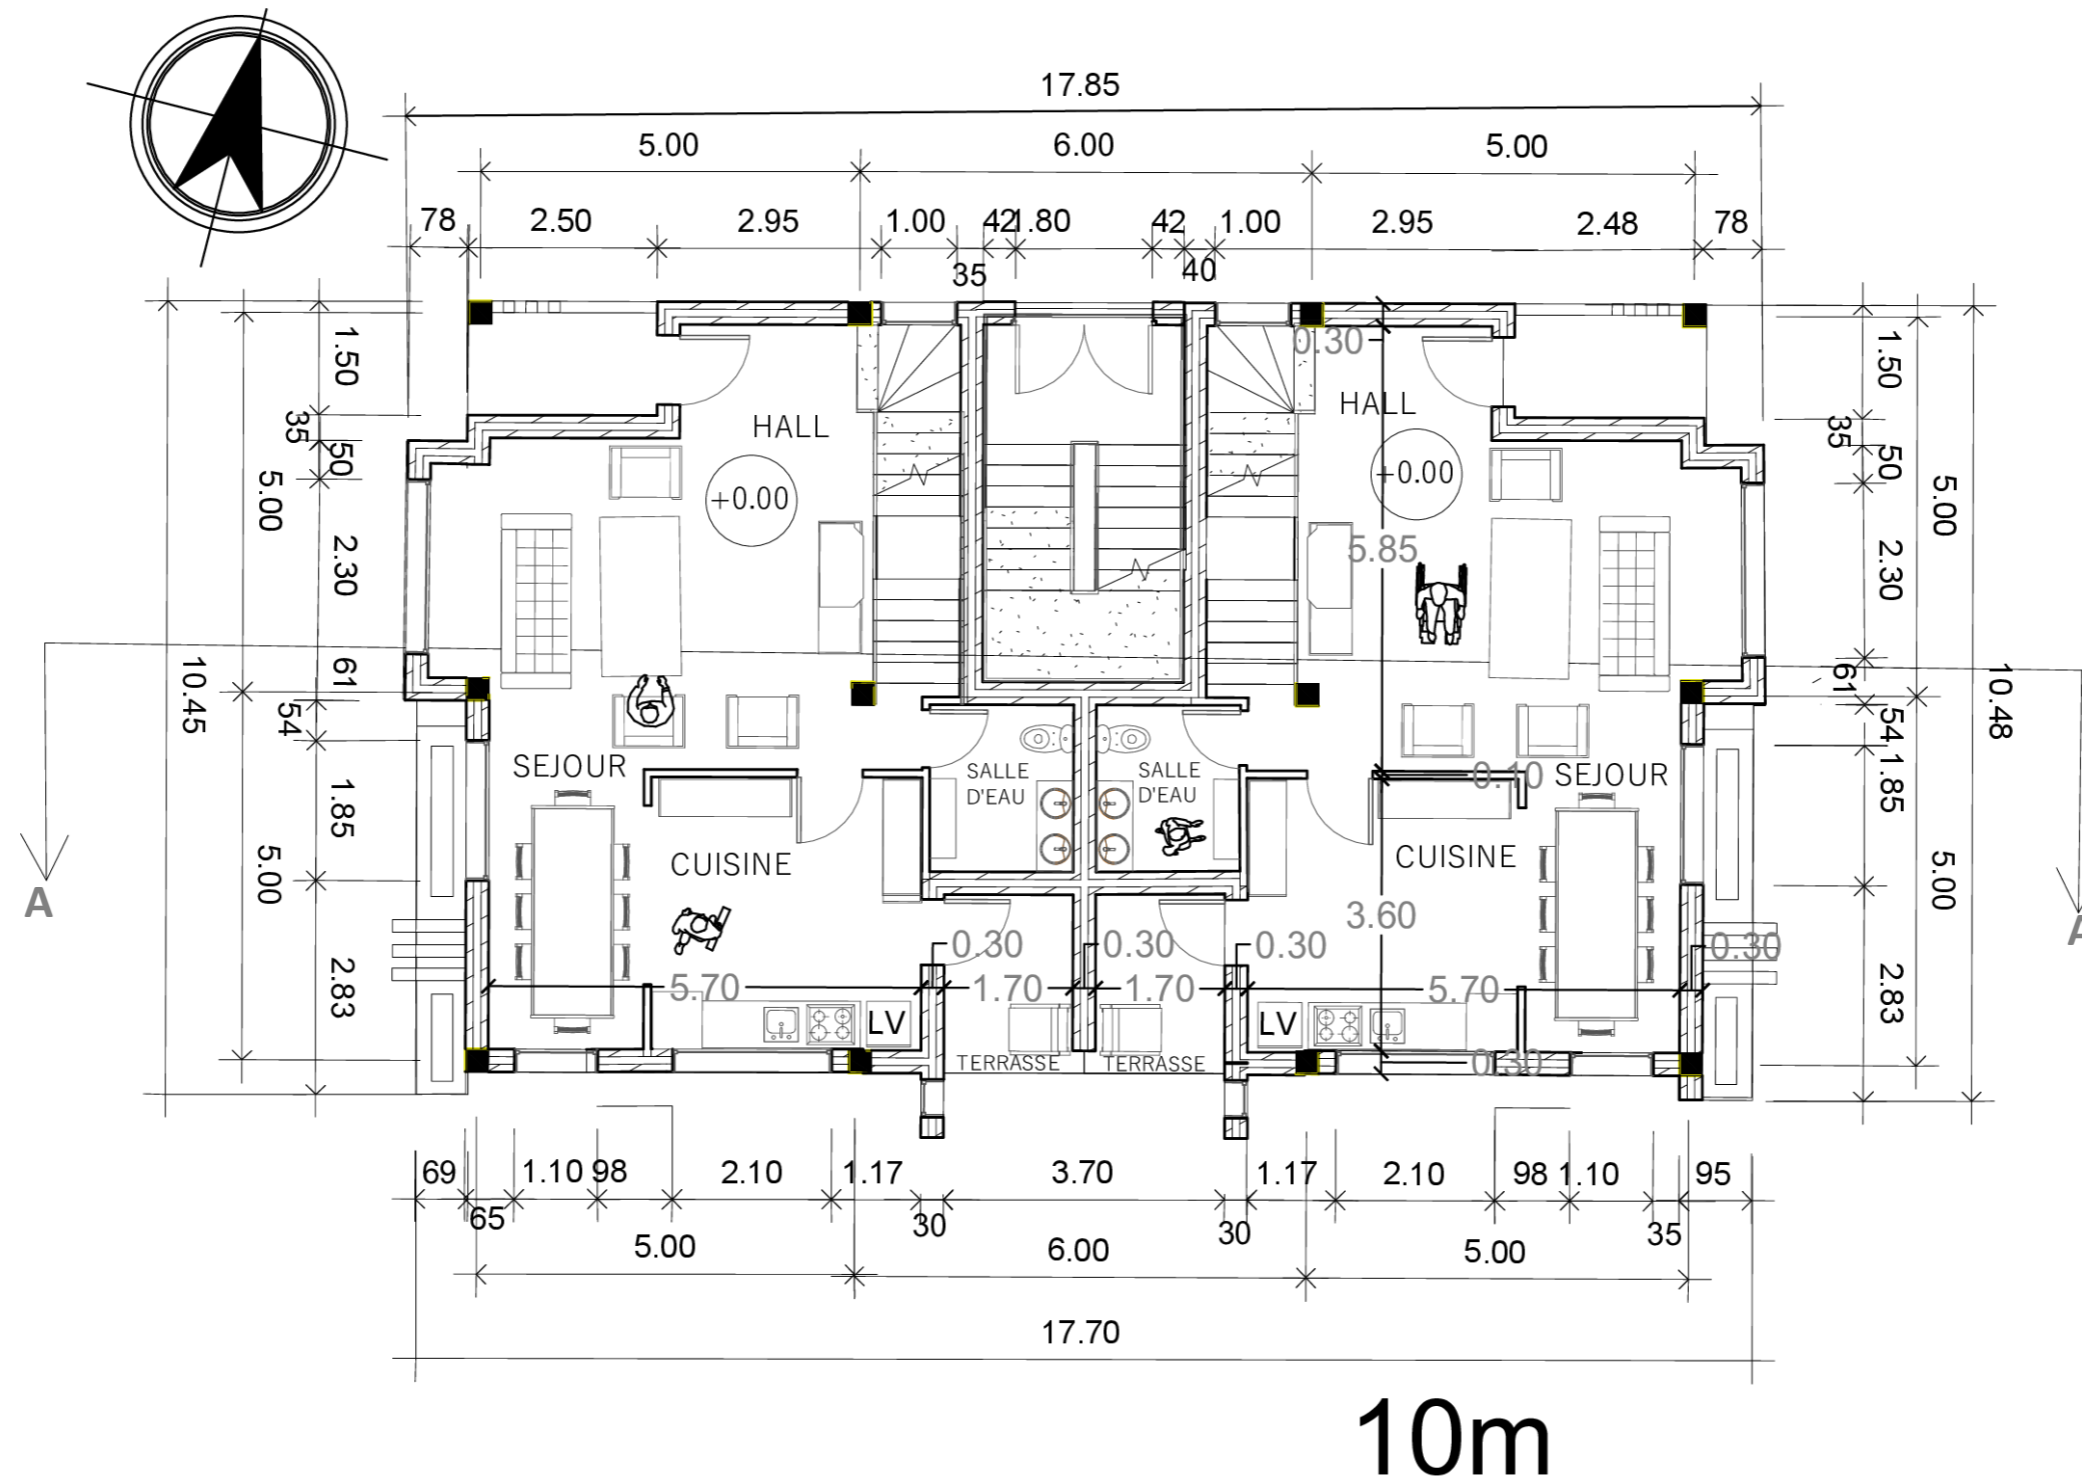 17.85
5.00 6.00 5.00
78 2.50 2.95 1.00 42 1.80 42 1.00 2.95 2.48 78
35 40
1.50
35
50
5.00
2.30
10.45
61
54
1.85
5.00
2.83
1.50
35
50
5.00
2.30
61
10.48
54
1.85
5.00
2.83
0.30
HALL HALL
+0.00 +0.00
5.85
SEJOUR SALLE D'EAU SALLE D'EAU 0.10 SEJOUR
CUISINE CUISINE
A A
3.60
0.30 0.30 0.30 0.30
5.70 1.70 1.70 5.70
LV LV
TERRASSE TERRASSE 0.30
69 1.10 98 2.10 1.17 3.70 1.17 2.10 98 1.10 95
65 30 30 35
5.00 6.00 5.00
17.70
10m